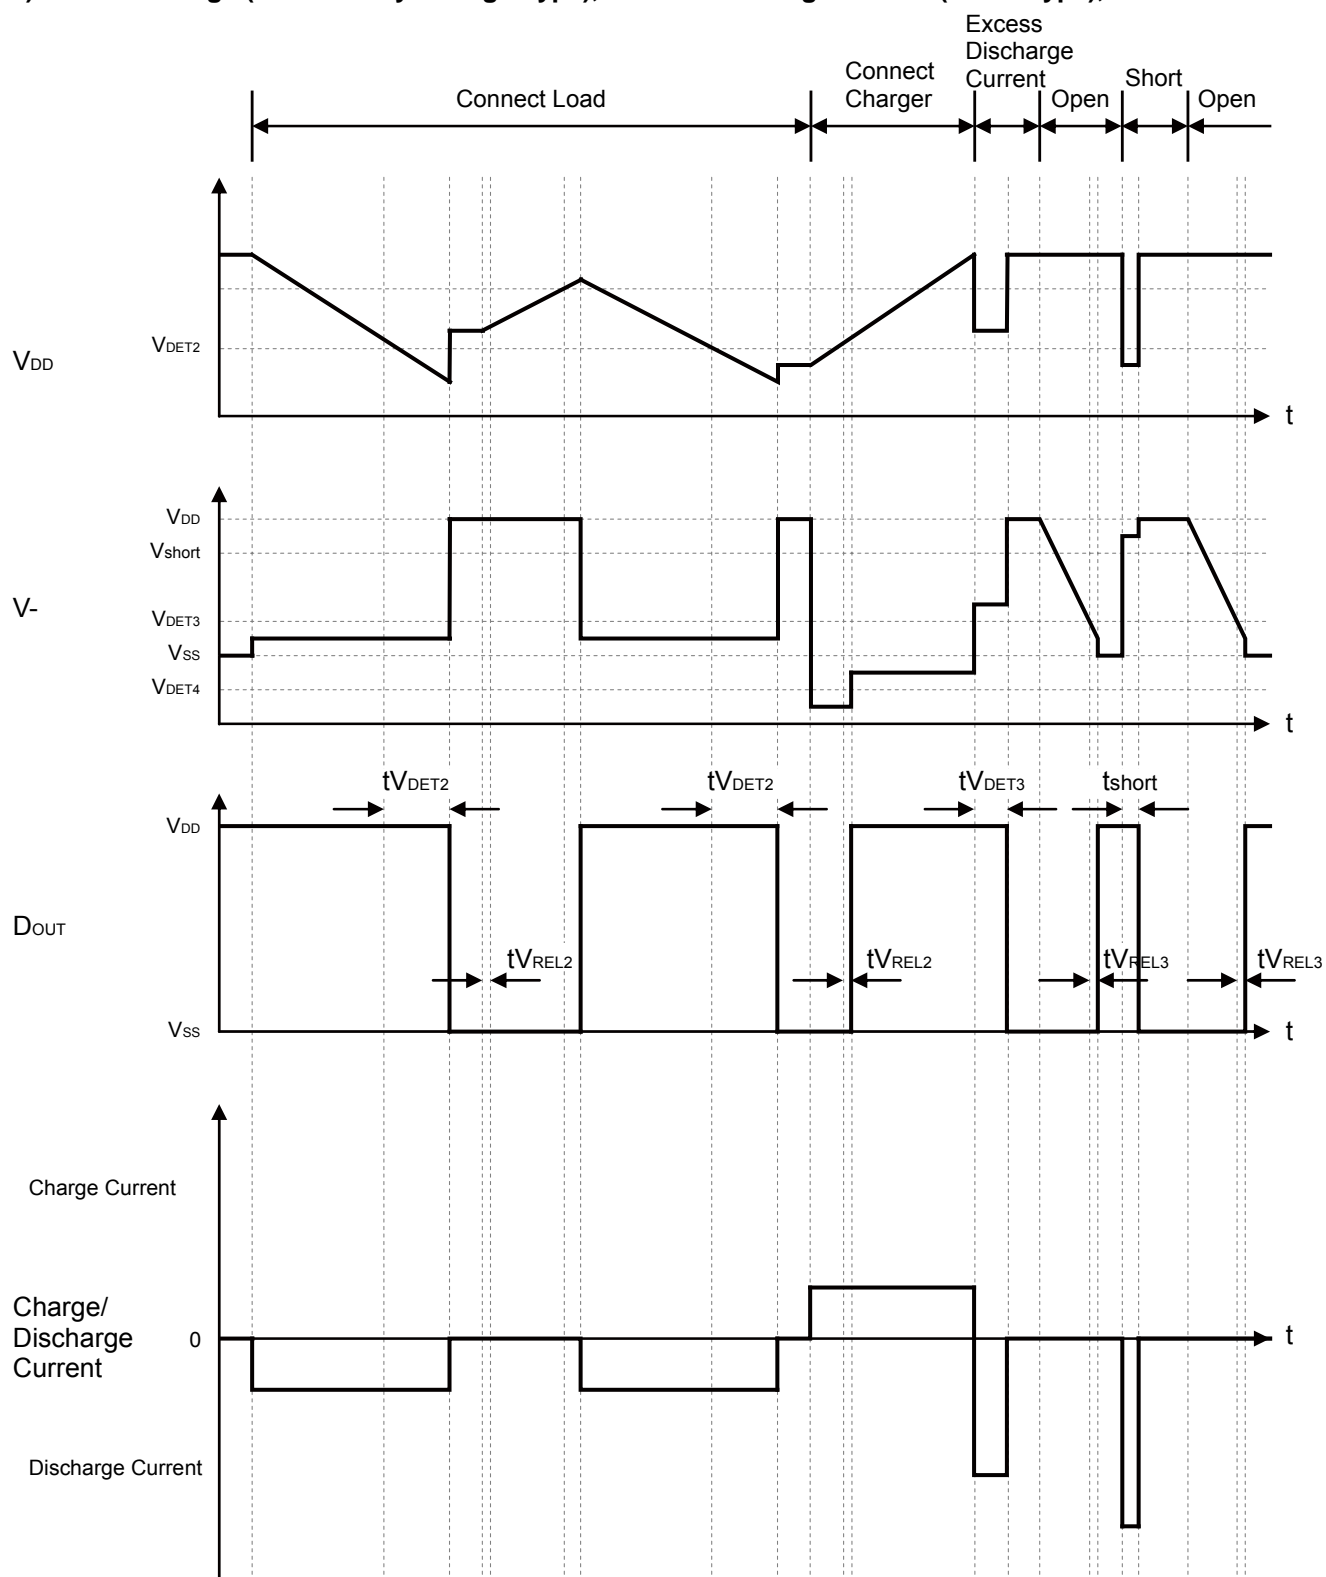 Excess
Discharge
Current
Connect
Charger
Short
Connect Load
Open
Open
VDET2
VDD
t
VDD
Vshort
V-
VDET3
VSS
VDET4
t
tVDET2
tVDET2
tVDET3
tshort
VDD
DOUT
tVREL2
tVREL2
tVREL3
tVREL3
VSS
t
Charge Current
Charge/
Discharge
Current
0
t
Discharge Current